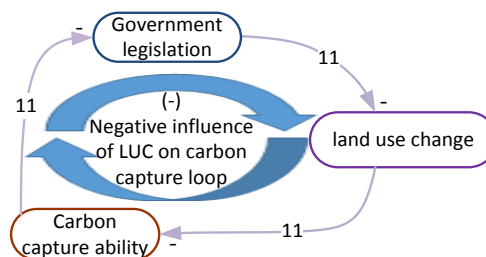 Government
legislation
-
11
11
-
(-)
Negative influence
of LUC on carbon
capture loop
land use change
Carbon
capture ability
-
11